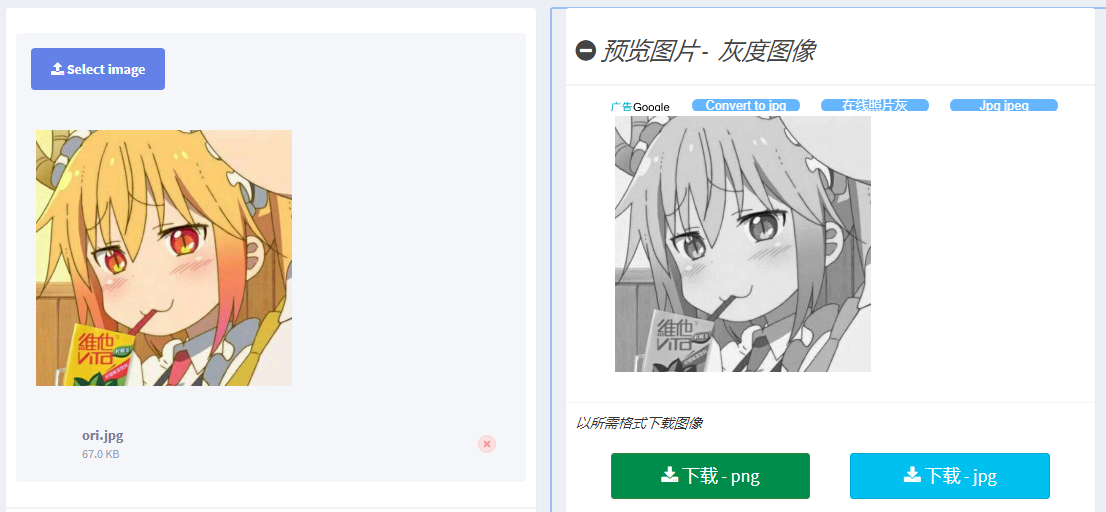 Select image
維他
ori.jpg
67.0 KB
预览图片 - 灰度图像
广告Google
Convert to jpg
在线照片灰
Jpg jpeg
維他
以所需格式下载图像
下载 - png
下载 - jpg